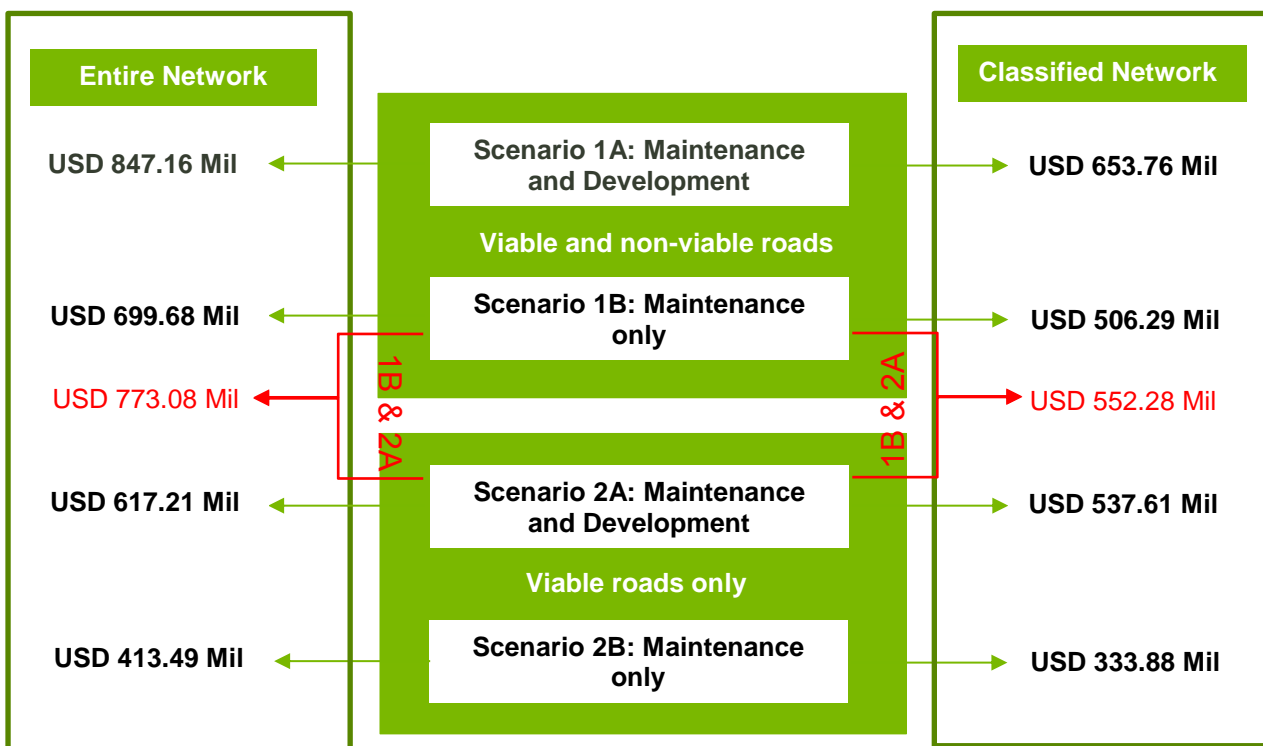 Entire Network
Classified Network
USD 847.16 Mil
Scenario 1A: Maintenance
and Development
USD 653.76 Mil
Viable and non-viable roads
USD 699.68 Mil
Scenario 1B: Maintenance
only
USD 506.29 Mil
1B & 2A
1B & 2A
USD 773.08 Mil
USD 552.28 Mil
USD 617.21 Mil
Scenario 2A: Maintenance
and Development
USD 537.61 Mil
Viable roads only
USD 413.49 Mil
Scenario 2B: Maintenance
only
USD 333.88 Mil